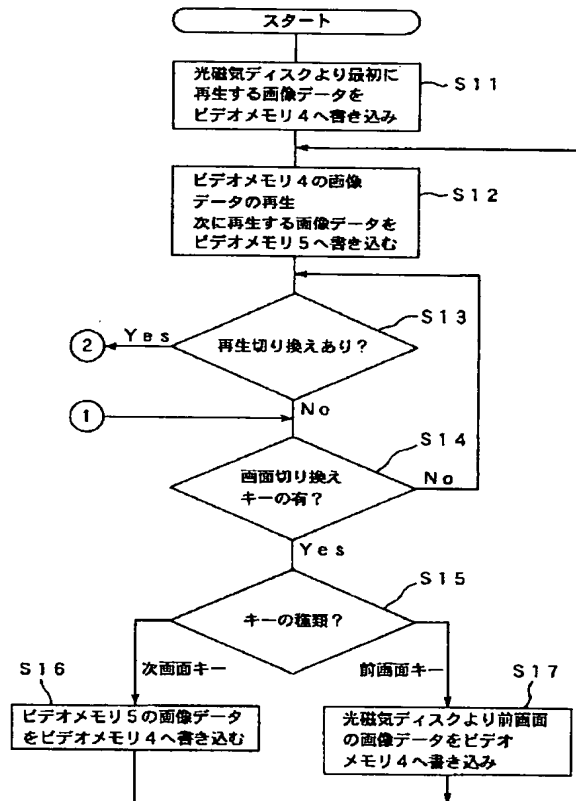 スタート
光磁気ディスクより最初に
再生する画像データを
ビデオメモリ4へ書き込み
S11
ビデオメモリ4の画像
データの再生
次に再生する画像データを
ビデオメモリ5へ書き込む
S12
S13
再生切り換えあり?
Yes
2
No
1
S14
画面切り換え
キーの有?
No
Yes
S15
キーの種類?
次画面キー
前画面キー
S16
ビデオメモリ5の画像データ
をビデオメモリ4へ書き込む
S17
光磁気ディスクより前画面
の画像データをビデオ
メモリ4へ書き込み